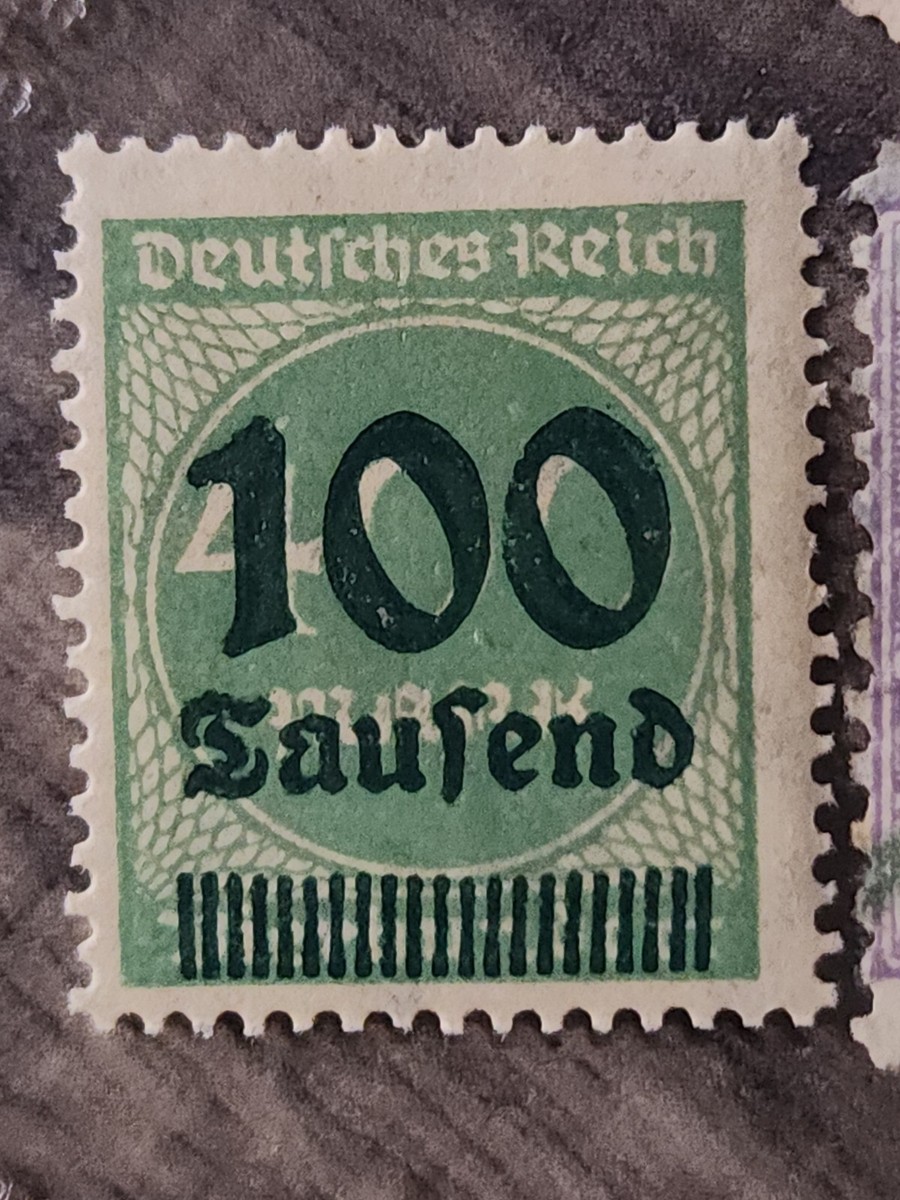 Deutsches Reich
100
Tausend